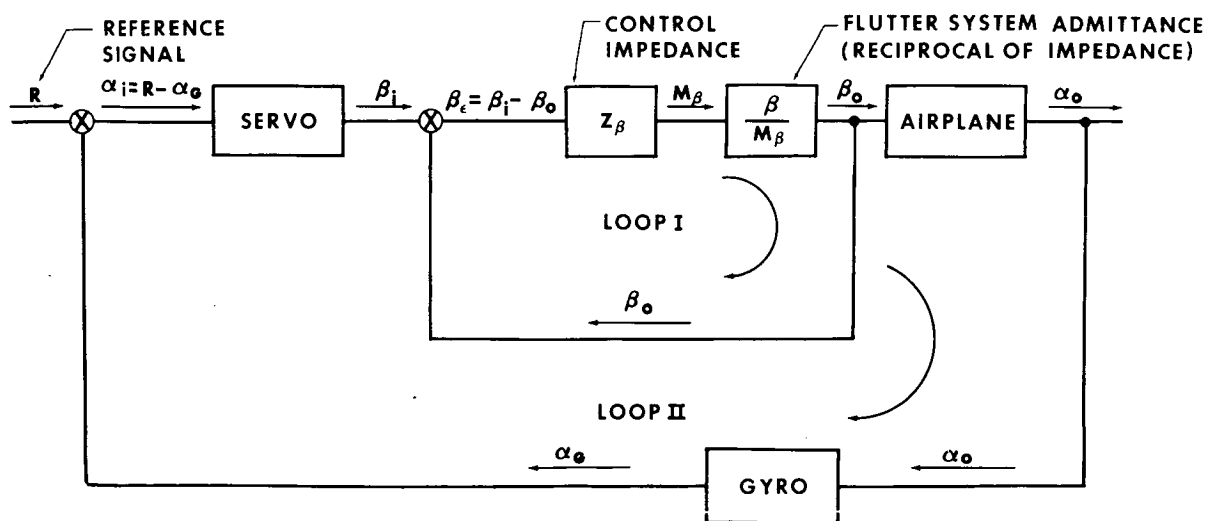 REFERENCE
SIGNAL
CONTROL
IMPEDANCE
FLUTTER SYSTEM ADMITTANCE
(RECIPROCAL OF IMPEDANCE)
R
αi = R − αG
SERVO
βi
βϵ = βi − βo
Zβ
Mβ
β
Mβ
βo
AIRPLANE
αo
LOOP I
βo
LOOP II
αG
GYRO
αo